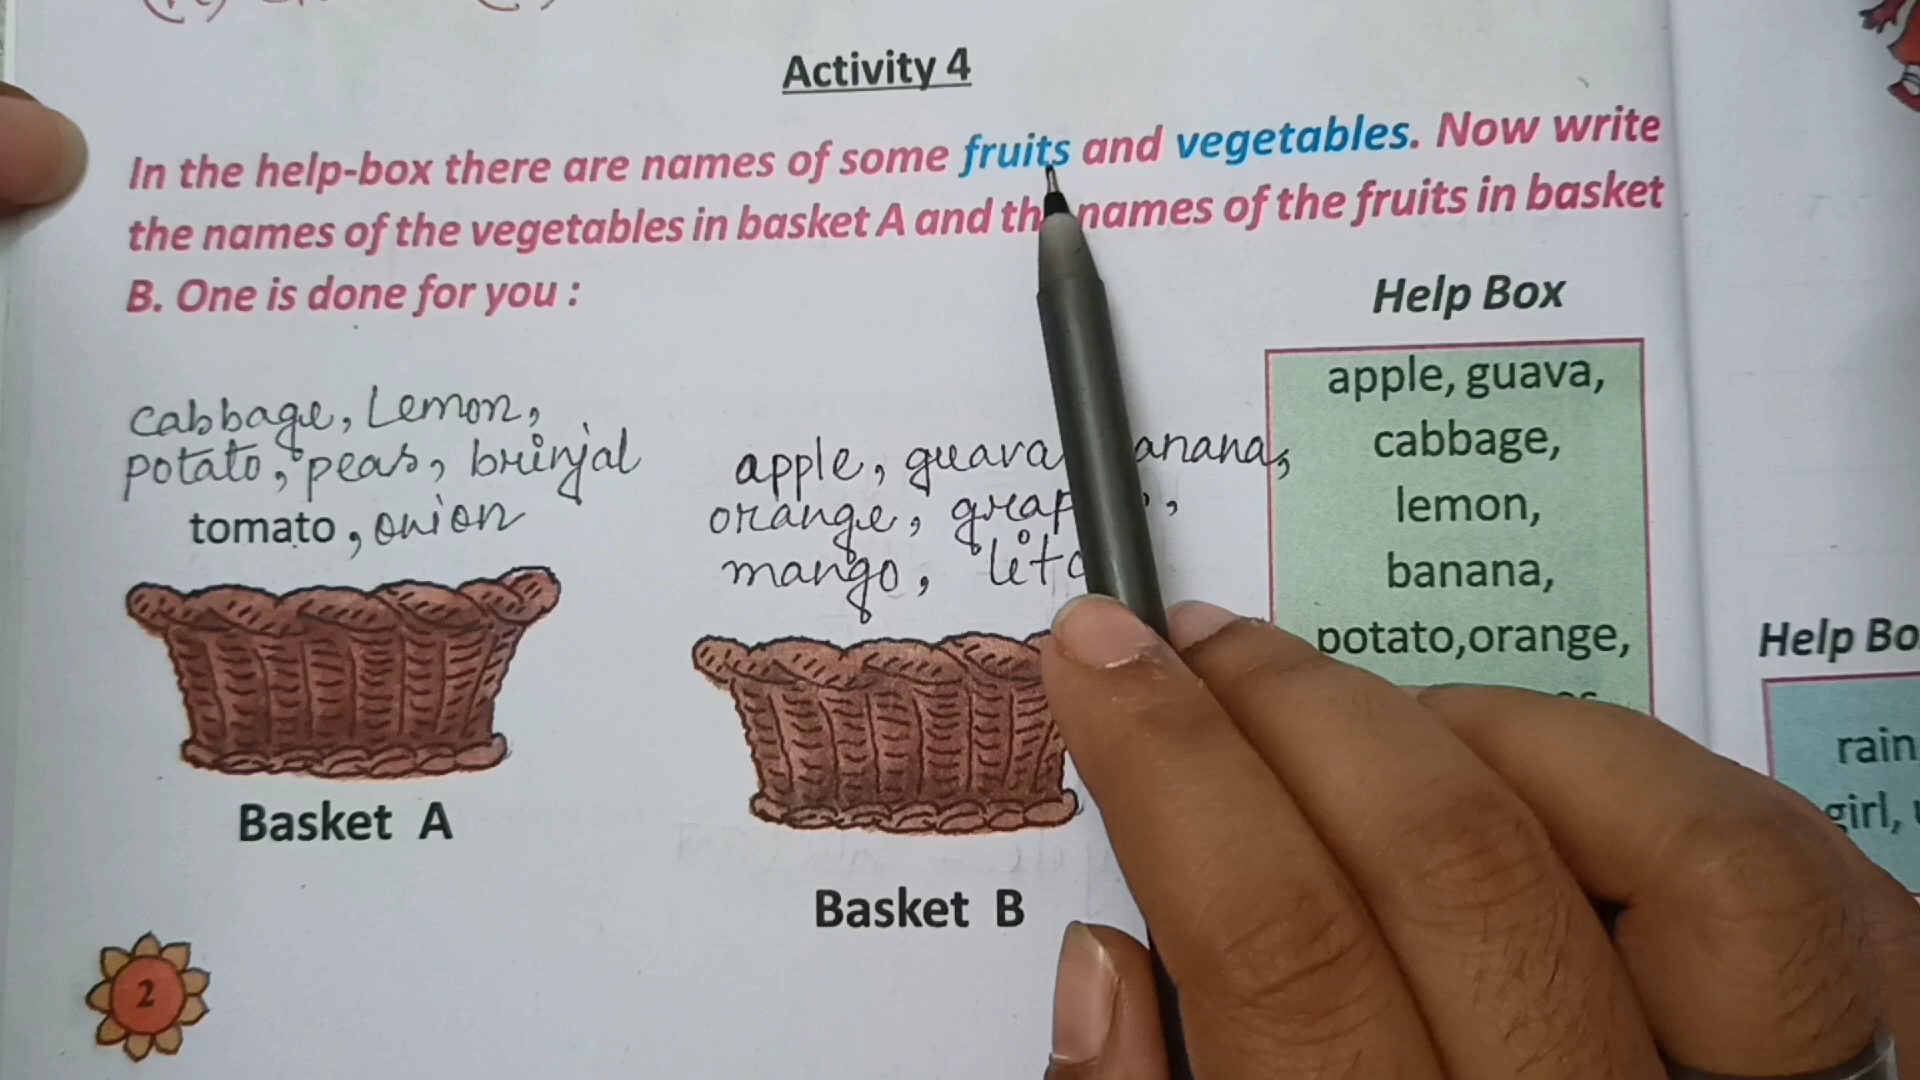 Activity 4
In the help-box there are names of some fruits and vegetables. Now write
the names of the vegetables in basket A and names of the fruits in basket
B. One is done for you :
Help Box
apple, guava,
cabbage,
lemon,
banana,
potato,orange,
cabbage, Lemon,
potato, peas, brinjal
tomato, onion
apple, guava
orange,
mango,
Basket A
Basket B
2
Help Bo
rain
girl,